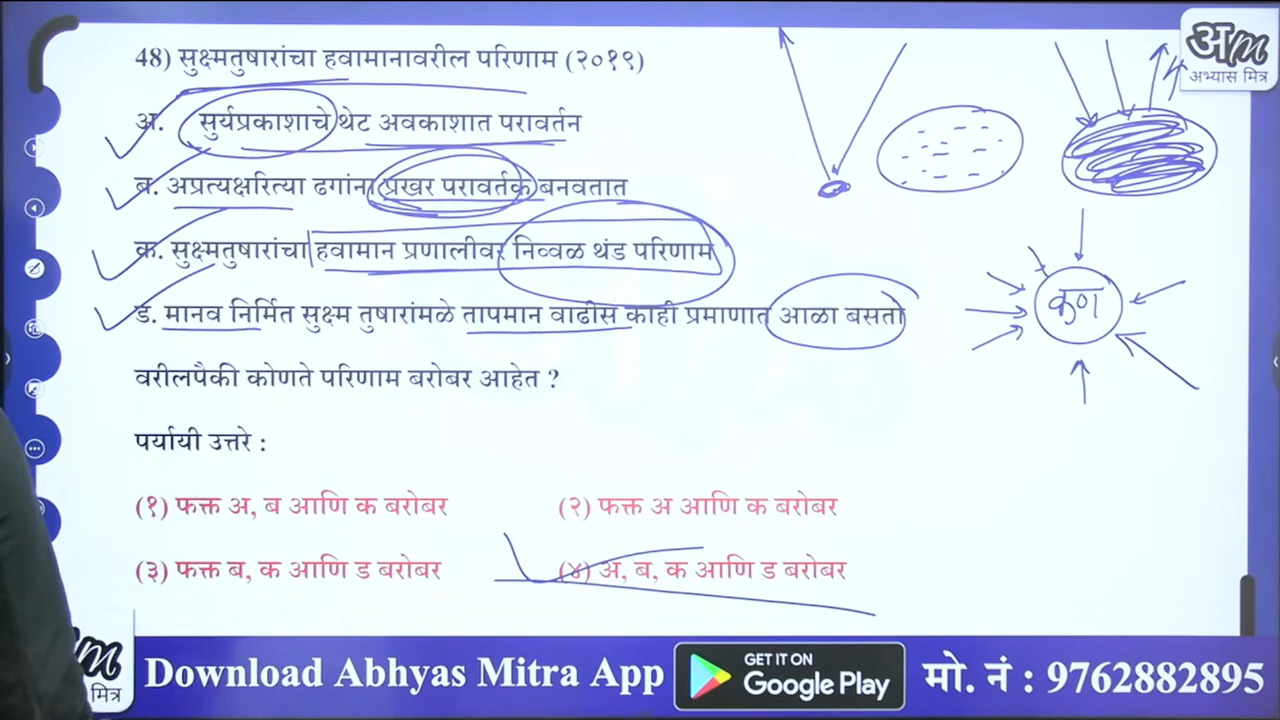 48) सुक्ष्मतुषारांचा हवामानावरील परिणाम (२०१९)
अ. सुर्यप्रकाशाचे थेट अवकाशात परावर्तन
ब. अप्रत्यक्षरित्या ढगांना प्रखर परावर्तक बनवतात
क. सुक्ष्मतुषारांचा हवामान प्रणालीवर निव्वळ थंड परिणाम
ड. मानव निर्मित सुक्ष्म तुषारांमळे तापमान वाढीस काही प्रमाणात आळा बसतो
कण
वरीलपैकी कोणते परिणाम बरोबर आहेत ?
पर्यायी उत्तरे :
(१) फक्त अ, ब आणि क बरोबर
(२) फक्त अ आणि क बरोबर
(३) फक्त ब, क आणि ड बरोबर
(४) अ, ब, क आणि ड बरोबर
अm
अभ्यास मित्र
m
मित्र
Download Abhyas Mitra App
GET IT ON
Google Play
मो. नं : 9762882895